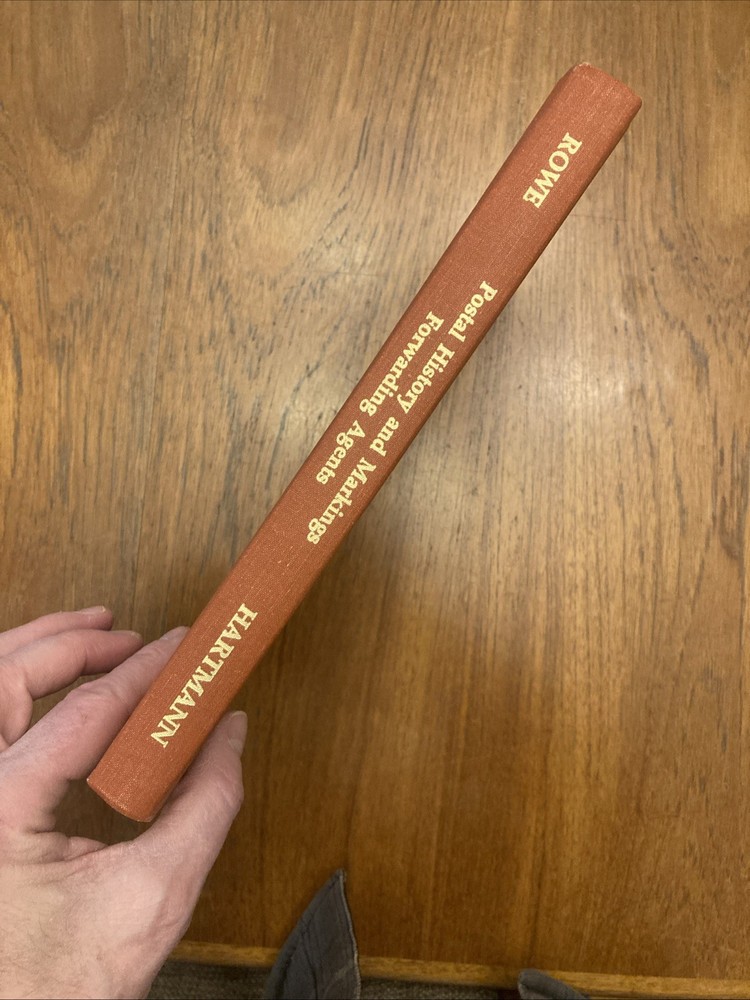 ROWE
Postal History and Markings
Forwarding Agents
HARTMANN